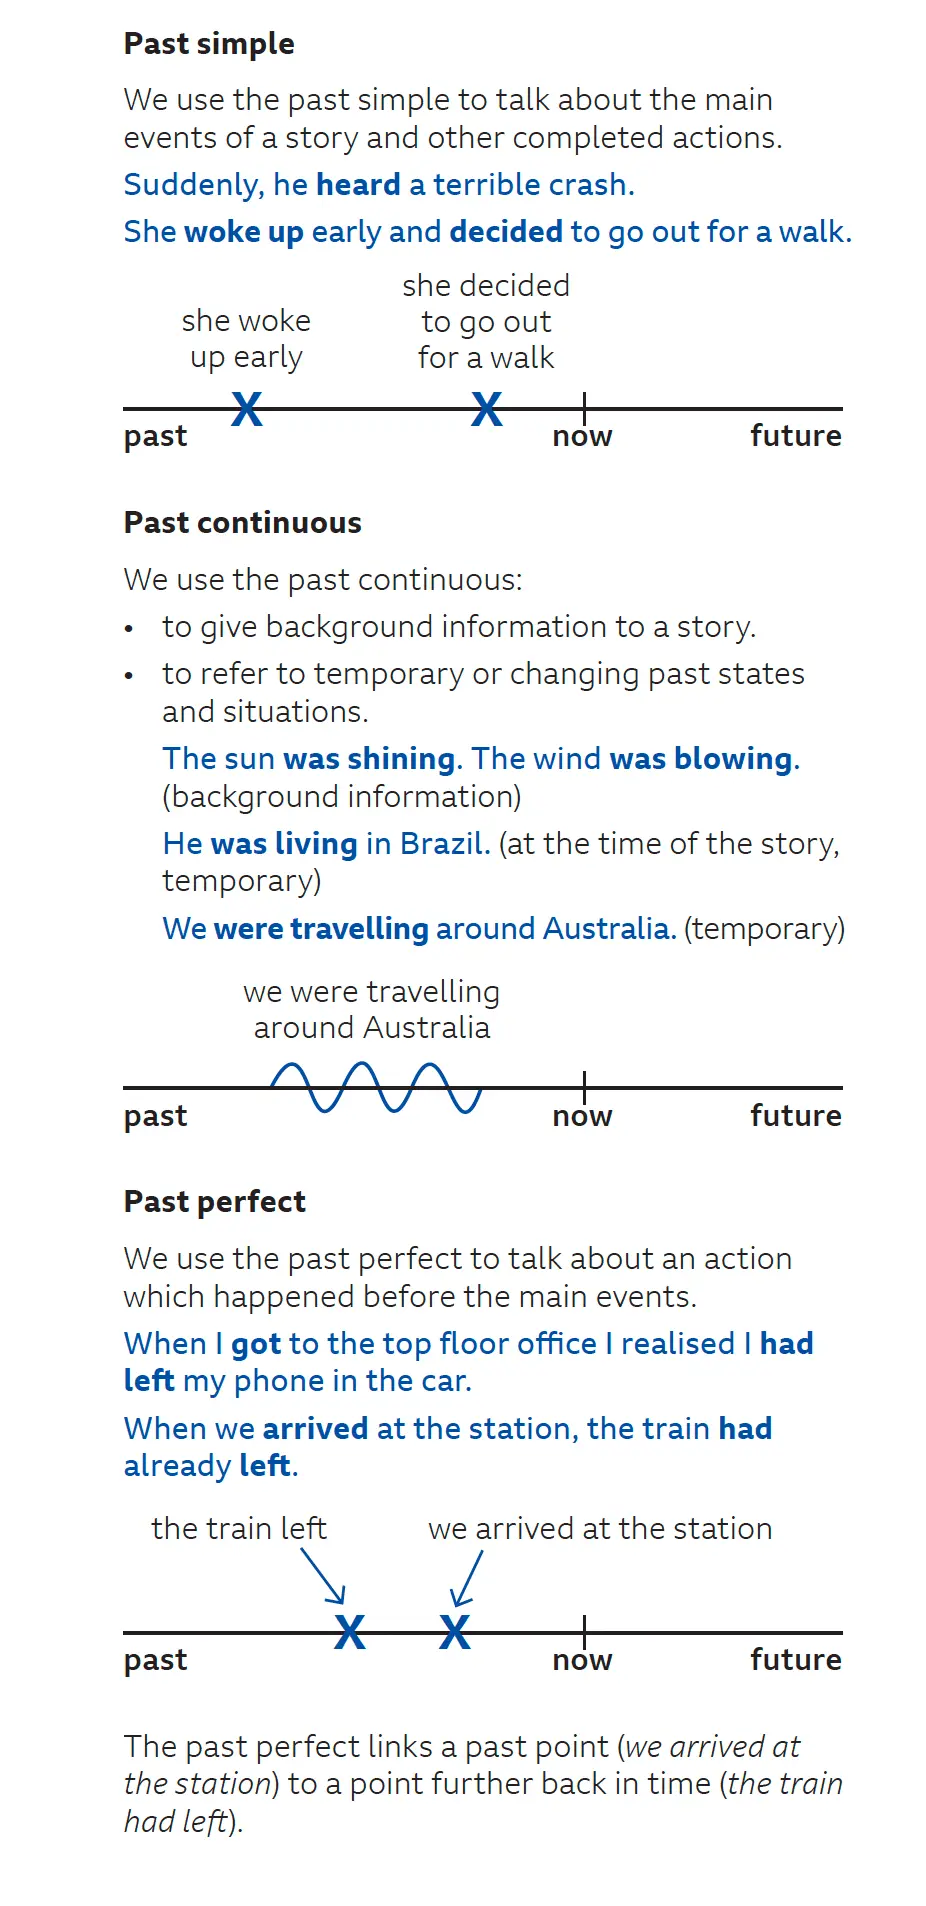 Past simple
We use the past simple to talk about the main
events of a story and other completed actions.
Suddenly, he heard a terrible crash.
She woke up early and decided to go out for a walk.
she woke
up early
she decided
to go out
for a walk
X X
past now future
Past continuous
We use the past continuous:
• to give background information to a story.
• to refer to temporary or changing past states
and situations.
The sun was shining. The wind was blowing.
(background information)
He was living in Brazil. (at the time of the story,
temporary)
We were travelling around Australia. (temporary)
we were travelling
around Australia
past now future
Past perfect
We use the past perfect to talk about an action
which happened before the main events.
When I got to the top floor office I realised I had
left my phone in the car.
When we arrived at the station, the train had
already left.
the train left we arrived at the station
X X
past now future
The past perfect links a past point (we arrived at
the station) to a point further back in time (the train
had left).